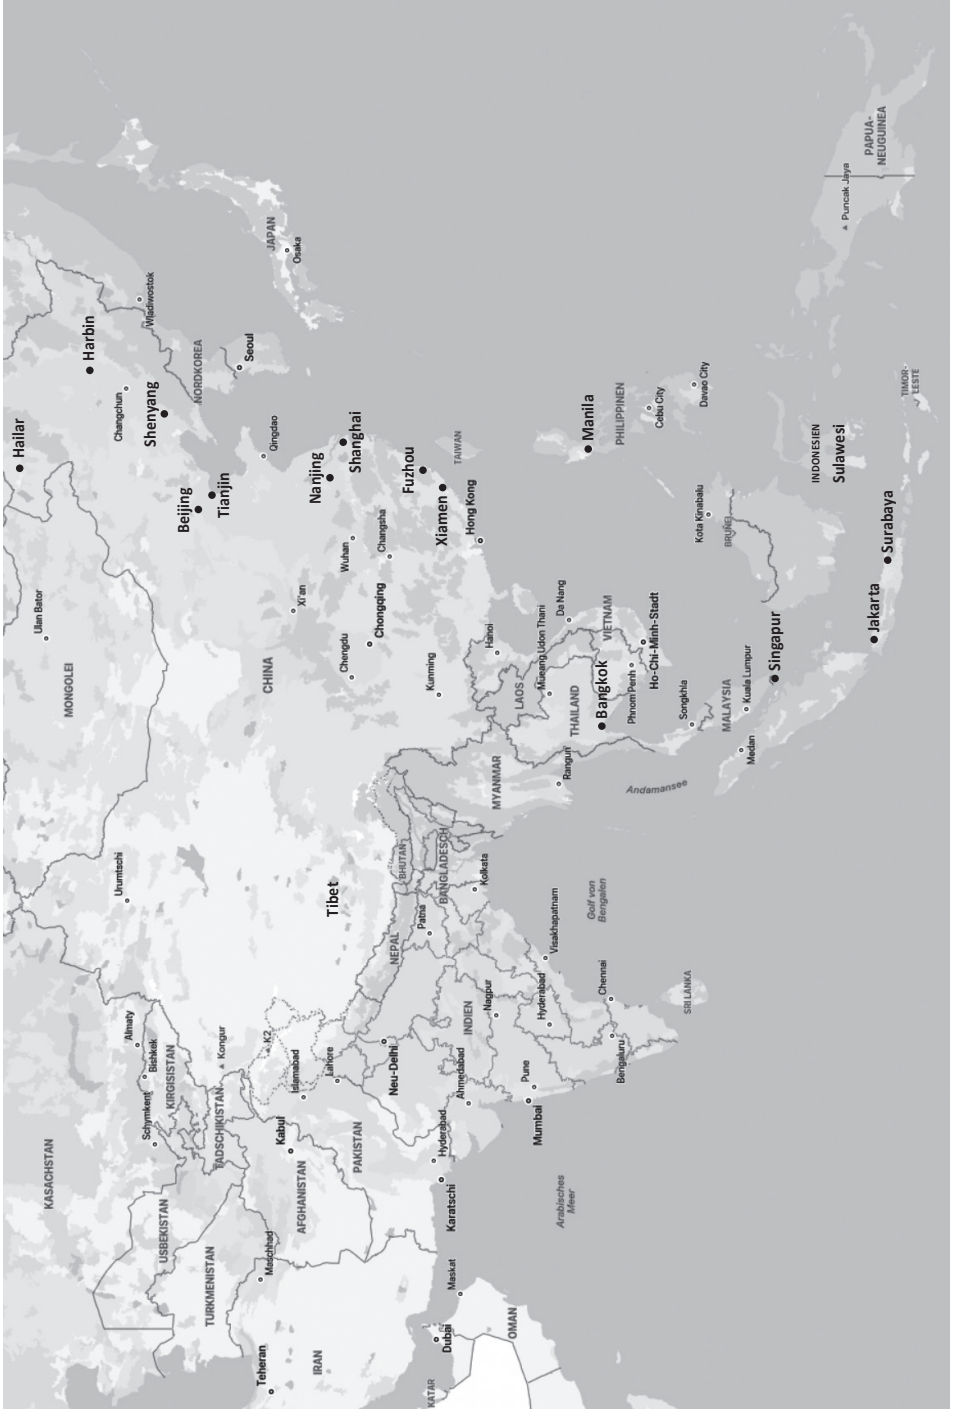 KASACHSTAN
MONGOLEI
Ulan Bator
Hailar
Harbin
Wladiwostok
Changchun
Shenyang
Urumtschi
Almaty
Bishkek
Schymkent
KIRGISISTAN
USBEKISTAN
TADSCHIKISTAN
Kongur
TURKMENISTAN
Maschhad
Teheran
IRAN
AFGHANISTAN
Kabul
Islamabad
K2
Lahore
PAKISTAN
CHINA
Xi'an
Beijing
Tianjin
NORDKOREA
Seoul
Qingdao
JAPAN
Osaka
Tibet
Chengdu
Chongqing
Wuhan
Changsha
Nanjing
Shanghai
Fuzhou
Xiamen
Hong Kong
TAIWAN
Kunming
Neu-Delhi
NEPAL
BHUTAN
Patna
BANGLADESCH
Kolkata
INDIEN
Ahmedabad
Nagpur
Hyderabad
Karatschi
Maskat
Dubai
KATAR
OMAN
Mumbai
Pune
Hyderabad
Visakhapatnam
Bengaluru
Chennai
SRI LANKA
Arabisches
Meer
Golf von
Bengalen
Andamansee
MYANMAR
Rangun
LAOS
Hanoi
THAILAND
Mueang Udon Thani
Da Nang
VIETNAM
Bangkok
Phnom Penh
Ho-Chi-Minh-Stadt
Songkhla
MALAYSIA
Kuala Lumpur
Medan
Singapur
Manila
PHILIPPINEN
Cebu City
Davao City
Kota Kinabalu
BRUNEI
INDONESIEN
Sulawesi
Jakarta
Surabaya
TIMOR-
LESTE
Puncak Jaya
PAPUA-
NEUGUINEA